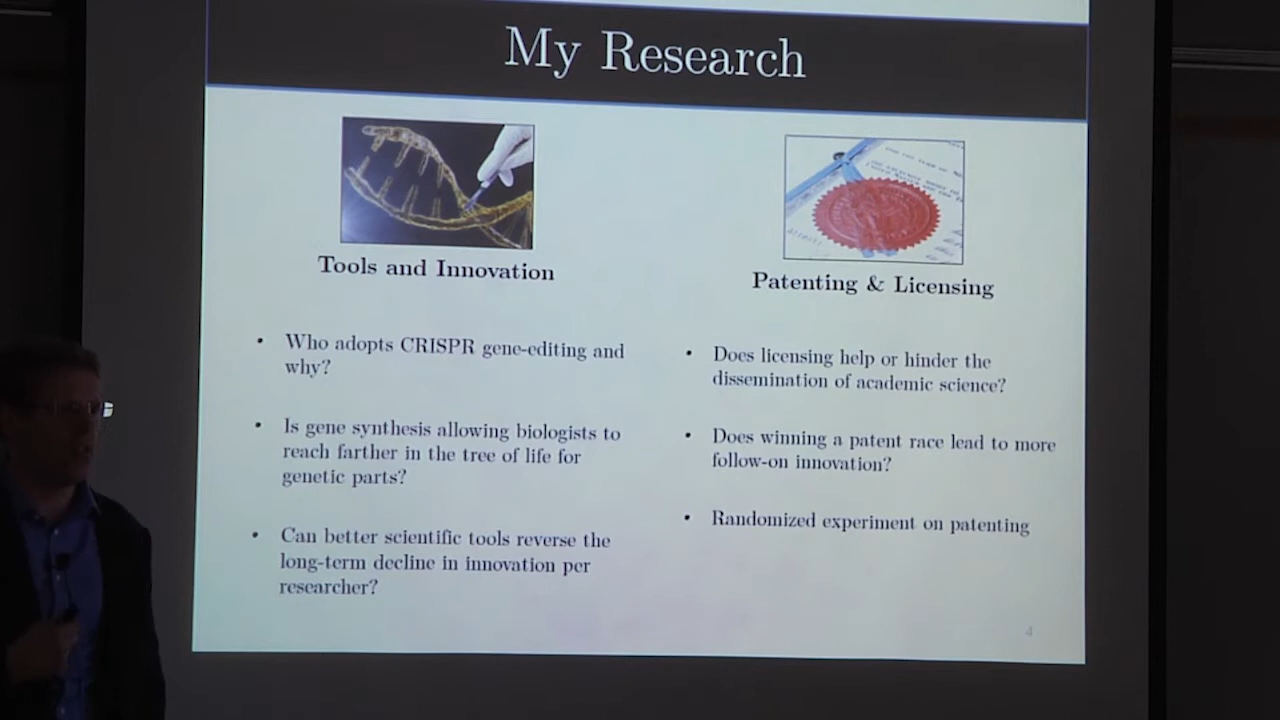 My Research
Tools and Innovation
• Who adopts CRISPR gene-editing and
why?
• Is gene synthesis allowing biologists to
reach farther in the tree of life for
genetic parts?
• Can better scientific tools reverse the
long-term decline in innovation per
researcher?
Patenting & Licensing
• Does licensing help or hinder the
dissemination of academic science?
• Does winning a patent race lead to more
follow-on innovation?
• Randomized experiment on patenting
4